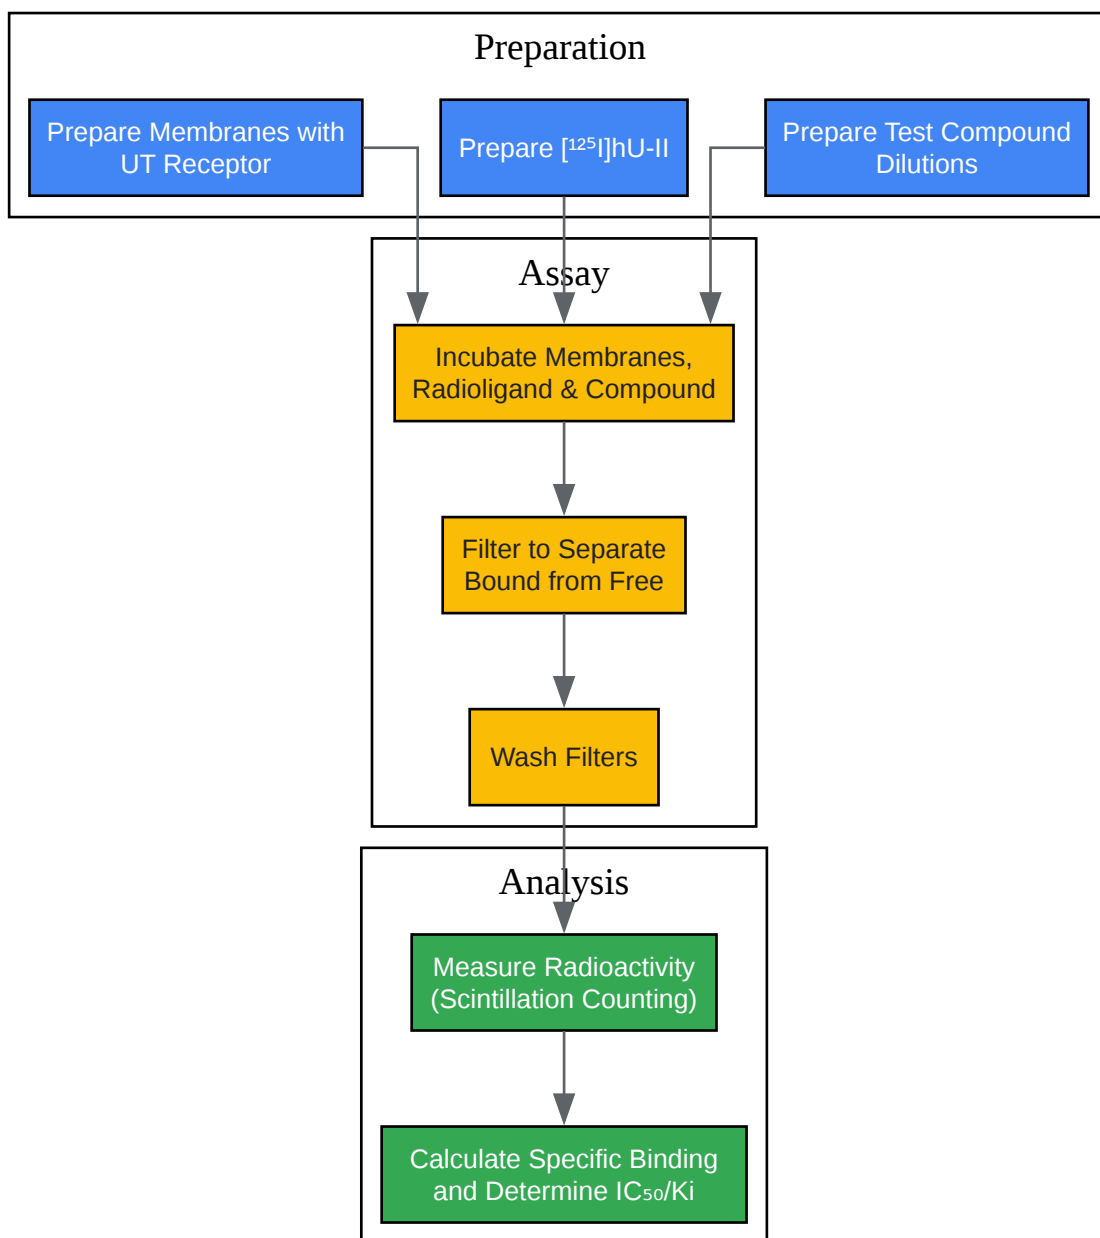 Preparation
Prepare Membranes with
UT Receptor
Prepare [¹²⁵I]hU-II
Prepare Test Compound
Dilutions
Assay
Incubate Membranes,
Radioligand & Compound
Filter to Separate
Bound from Free
Wash Filters
Analysis
Measure Radioactivity
(Scintillation Counting)
Calculate Specific Binding
and Determine IC₅₀/Ki